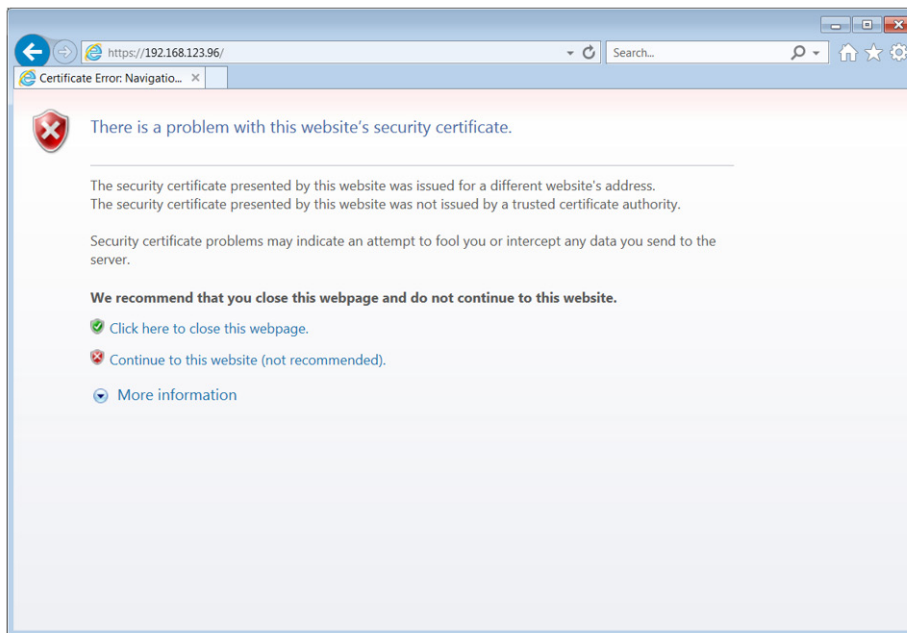 https://192.168.123.96/
Search...
Certificate Error: Navigatio...
There is a problem with this website's security certificate.
The security certificate presented by this website was issued for a different website's address.
The security certificate presented by this website was not issued by a trusted certificate authority.
Security certificate problems may indicate an attempt to fool you or intercept any data you send to the
server.
We recommend that you close this webpage and do not continue to this website.
Click here to close this webpage.
Continue to this website (not recommended).
More information